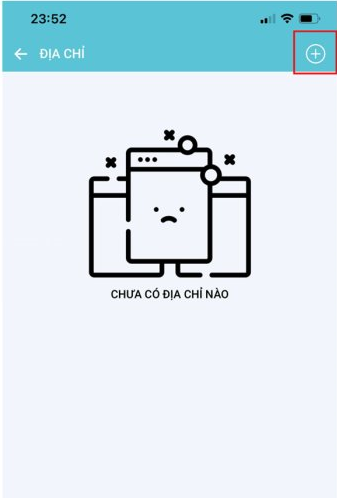 23:52
ĐỊA CHỈ
CHƯA CÓ ĐỊA CHỈ NÀO